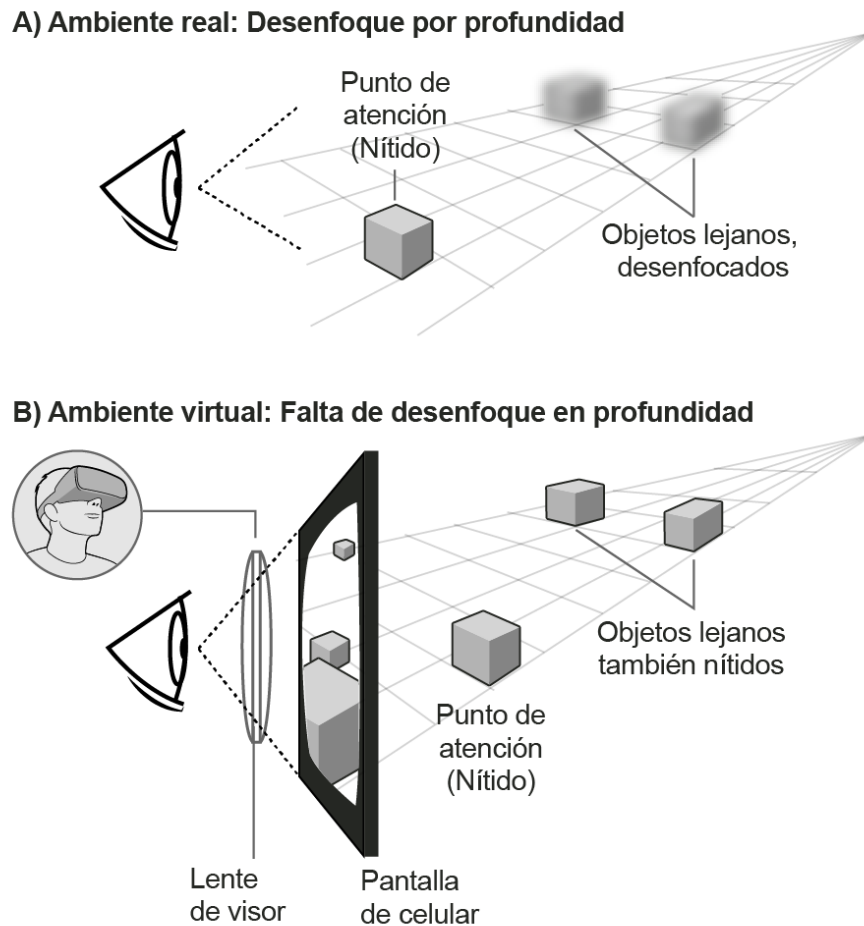 A) Ambiente real: Desenfoque por profundidad
Punto de
atención
(Nítido)
Objetos lejanos,
desenfocados
B) Ambiente virtual: Falta de desenfoque en profundidad
Objetos lejanos
también nítidos
Punto de
atención
(Nítido)
Lente
de visor
Pantalla
de celular